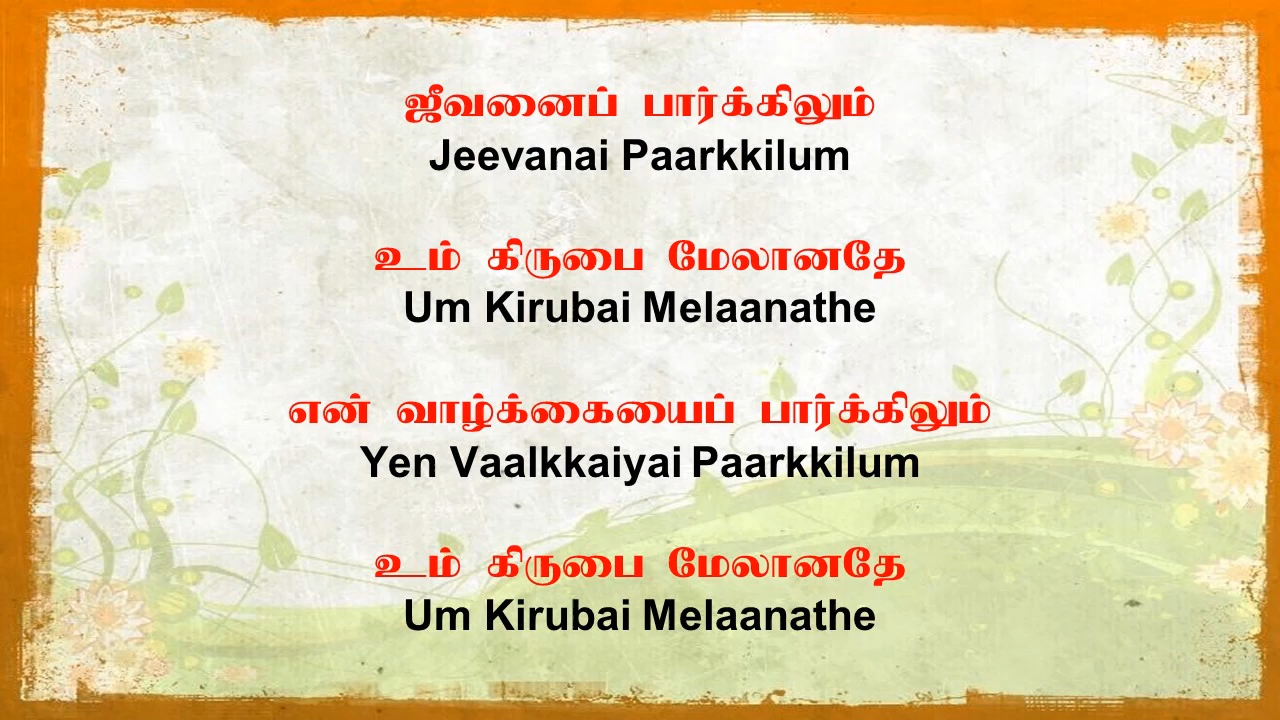 ஜீவனைப் பார்க்கிலும்
Jeevanai Paarkkilum
உம் கிருபை மேலானதே
Um Kirubai Melaanathe
என் வாழ்க்கையைப் பார்க்கிலும்
Yen Vaalkkaiyai Paarkkilum
உம் கிருபை மேலானதே
Um Kirubai Melaanathe